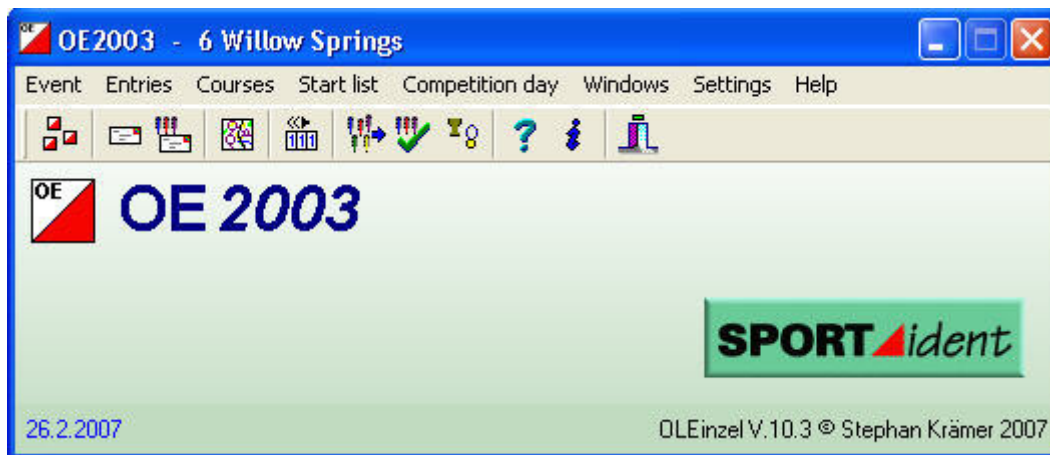 OE OE2003 - 6 Willow Springs
Event Entries Courses Start list Competition day Windows Settings Help
OE OE 2003
SPORTident
26.2.2007 OLEinzel V.10.3 © Stephan Krämer 2007